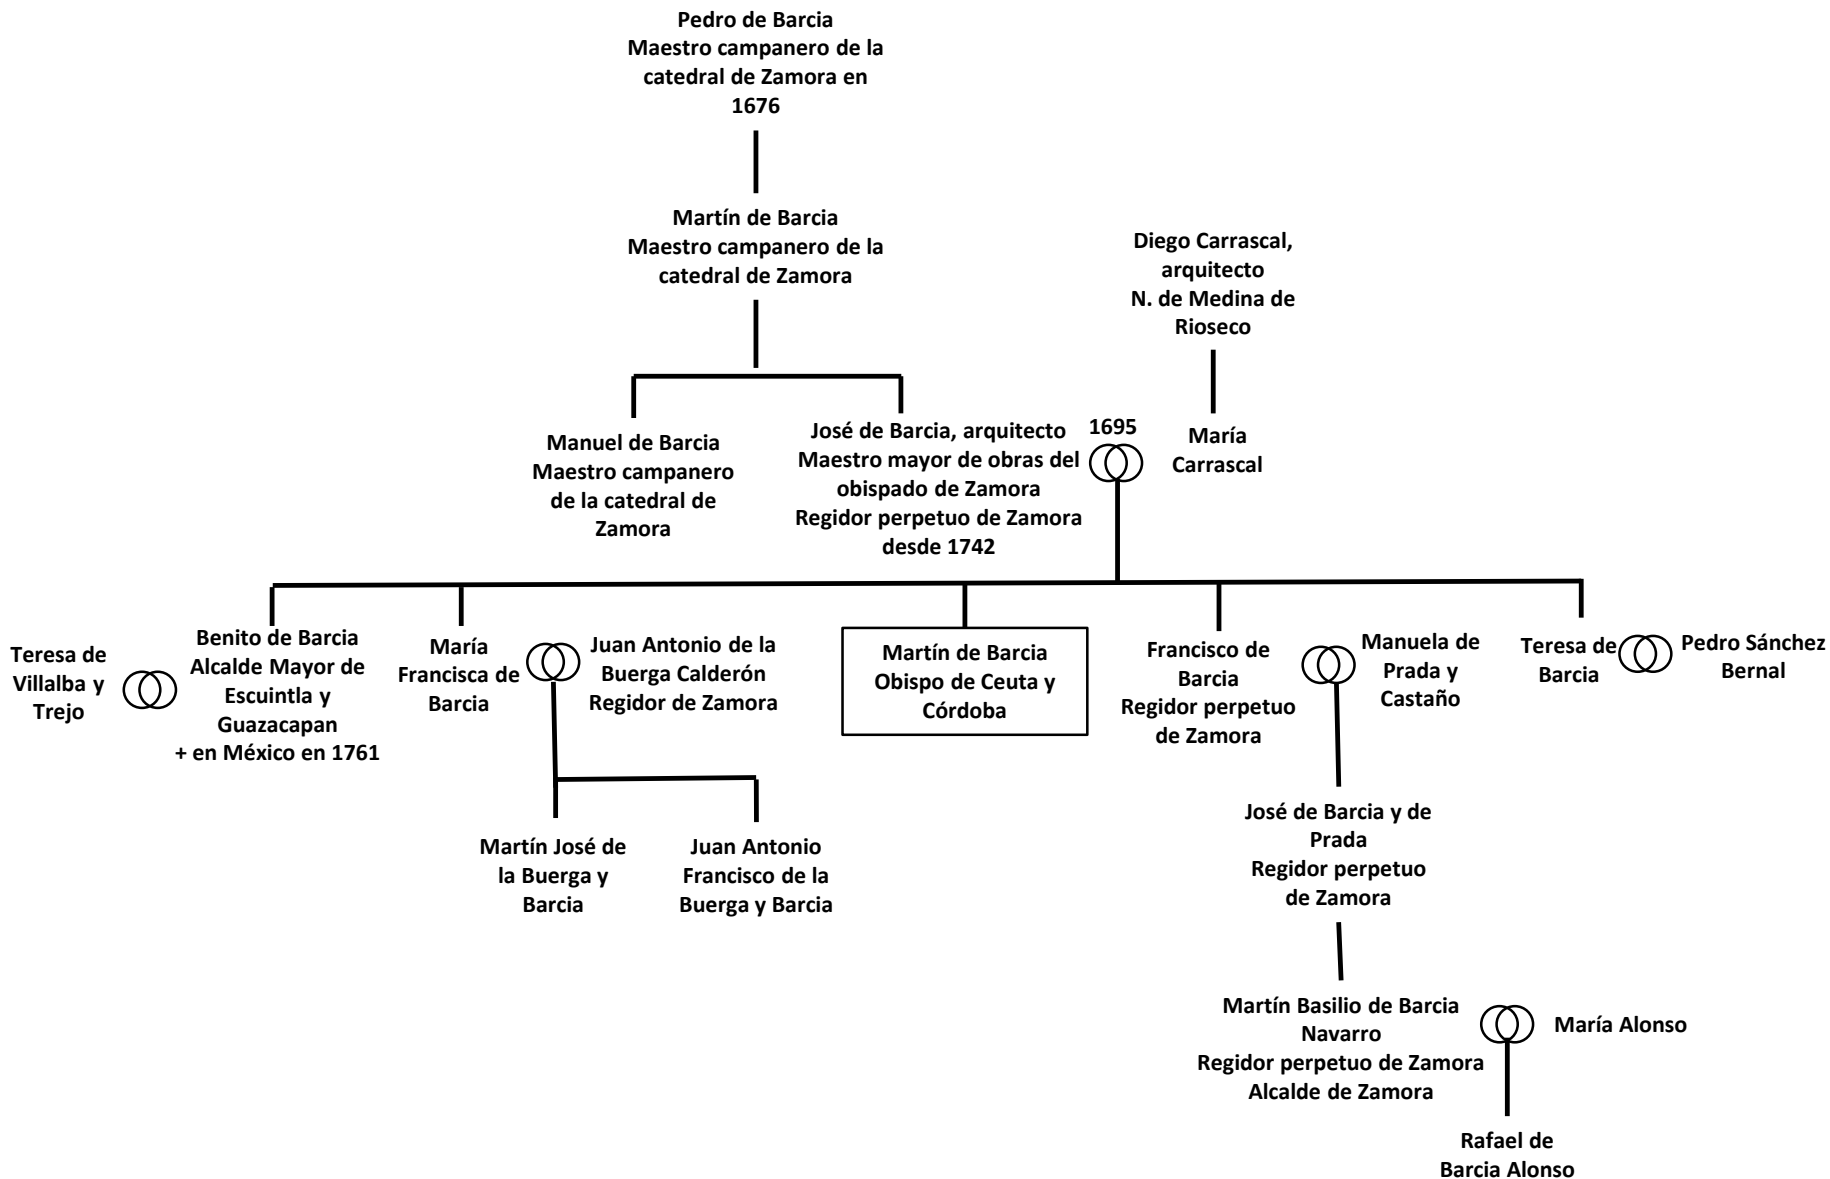 Pedro de Barcia
Maestro campanero de la
catedral de Zamora en
1676
Martín de Barcia
Maestro campanero de la
catedral de Zamora
Diego Carrascal,
arquitecto
N. de Medina de
Rioseco
Manuel de Barcia
Maestro campanero
de la catedral de
Zamora
José de Barcia, arquitecto
Maestro mayor de obras del
obispado de Zamora
Regidor perpetuo de Zamora
desde 1742
1695
María
Carrascal
Teresa de
Villalba y
Trejo
Benito de Barcia
Alcalde Mayor de
Escuintla y
Guazacapan
+ en México en 1761
María
Francisca de
Barcia
Juan Antonio de la
Buerga Calderón
Regidor de Zamora
Martín de Barcia
Obispo de Ceuta y
Córdoba
Francisco de
Barcia
Regidor perpetuo
de Zamora
Manuela de
Prada y
Castaño
Teresa de
Barcia
Pedro Sánchez
Bernal
Martín José de
la Buerga y
Barcia
Juan Antonio
Francisco de la
Buerga y Barcia
José de Barcia y de
Prada
Regidor perpetuo
de Zamora
Martín Basilio de Barcia
Navarro
Regidor perpetuo de Zamora
Alcalde de Zamora
María Alonso
Rafael de
Barcia Alonso